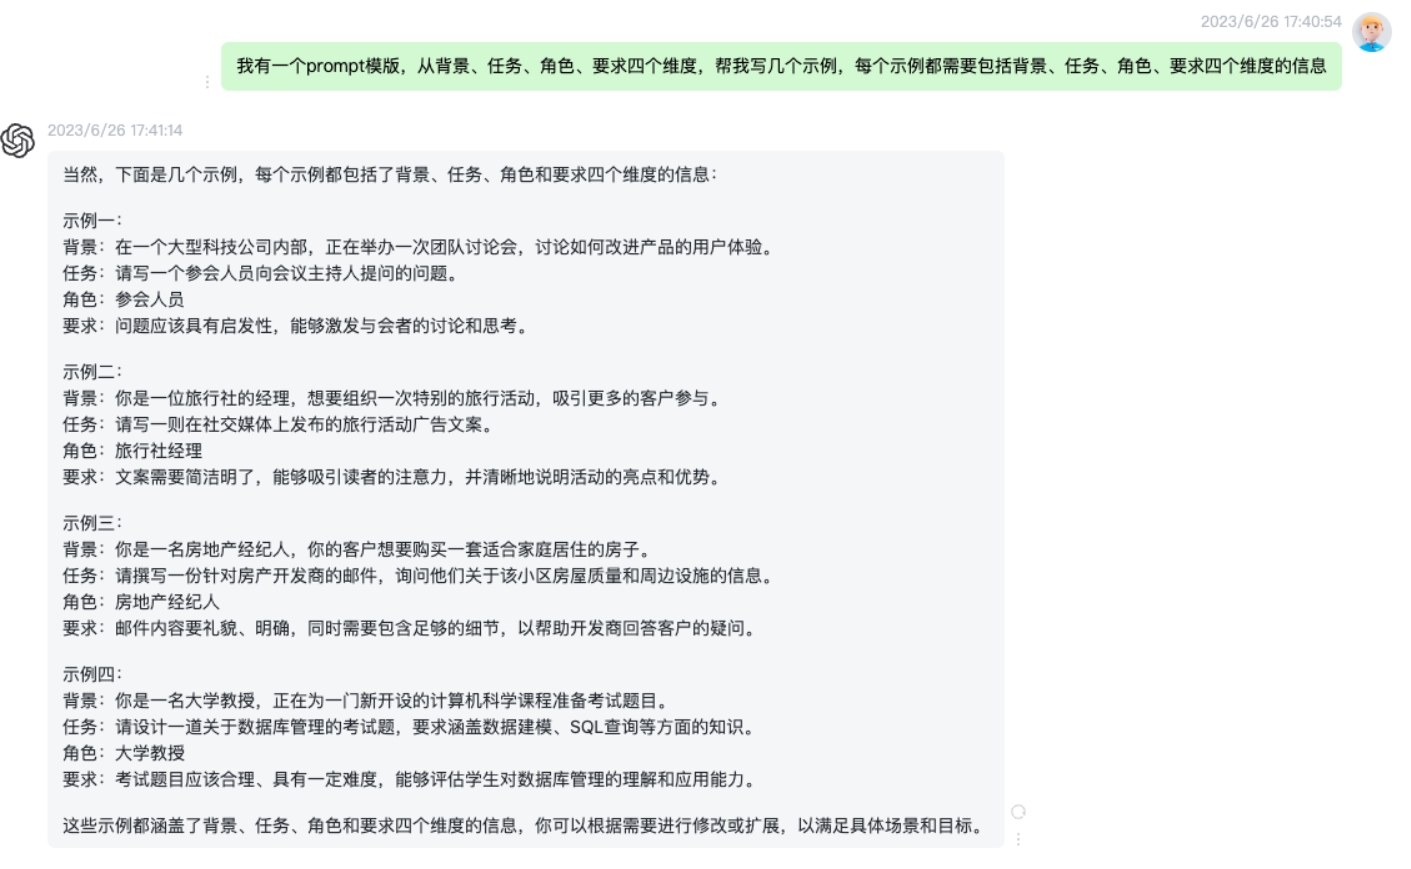 2023/6/26 17:40:54
我有一个prompt模版，从背景、任务、角色、要求四个维度，帮我写几个示例，每个示例都需要包括背景、任务、角色、要求四个维度的信息
2023/6/26 17:41:14
当然，下面是几个示例，每个示例都包括了背景、任务、角色和要求四个维度的信息：
示例一：
背景：在一个大型科技公司内部，正在举办一次团队讨论会，讨论如何改进产品的用户体验。
任务：请写一个参会人员向会议主持人提问的问题。
角色：参会人员
要求：问题应该具有启发性，能够激发与会者的讨论和思考。
示例二：
背景：你是一位旅行社的经理，想要组织一次特别的旅行活动，吸引更多的客户参与。
任务：请写一则在社交媒体上发布的旅行活动广告文案。
角色：旅行社经理
要求：文案需要简洁明了，能够吸引读者的注意力，并清晰地说明活动的亮点和优势。
示例三：
背景：你是一名房地产经纪人，你的客户想要购买一套适合家庭居住的房子。
任务：请撰写一份针对房产开发商的邮件，询问他们关于该小区房屋质量和周边设施的信息。
角色：房地产经纪人
要求：邮件内容要礼貌、明确，同时需要包含足够的细节，以帮助开发商回答客户的疑问。
示例四：
背景：你是一名大学教授，正在为一门新开设的计算机科学课程准备考试题目。
任务：请设计一道关于数据库管理的考试题，要求涵盖数据建模、SQL查询等方面的知识。
角色：大学教授
要求：考试题目应该合理、具有一定难度，能够评估学生对数据库管理的理解和应用能力。
这些示例都涵盖了背景、任务、角色和要求四个维度的信息，你可以根据需要进行修改或扩展，以满足具体场景和目标。